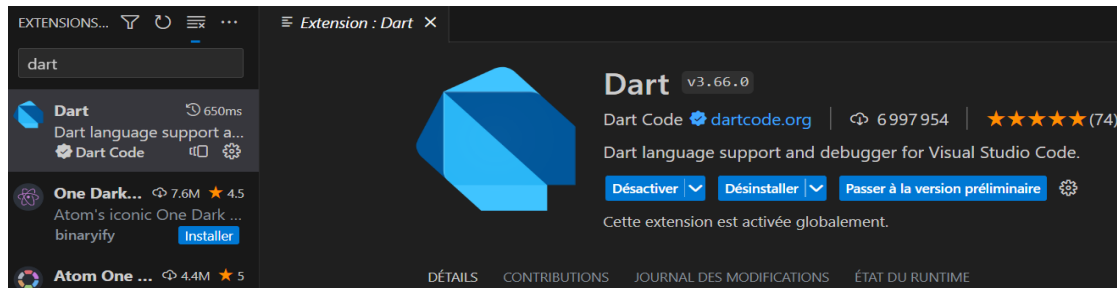 EXTENSIONS...
dart
Dart 650ms
Dart language support a...
Dart Code
One Dark... 7.6M ★ 4.5
Atom's iconic One Dark ...
binaryify Installer
Atom One ... 4.4M ★ 5
Extension : Dart ✕
Dart v3.66.0
Dart Code dartcode.org | 6 997 954 | ★★★★★(74)
Dart language support and debugger for Visual Studio Code.
Désactiver Désinstaller Passer à la version préliminaire
Cette extension est activée globalement.
DÉTAILS CONTRIBUTIONS JOURNAL DES MODIFICATIONS ÉTAT DU RUNTIME